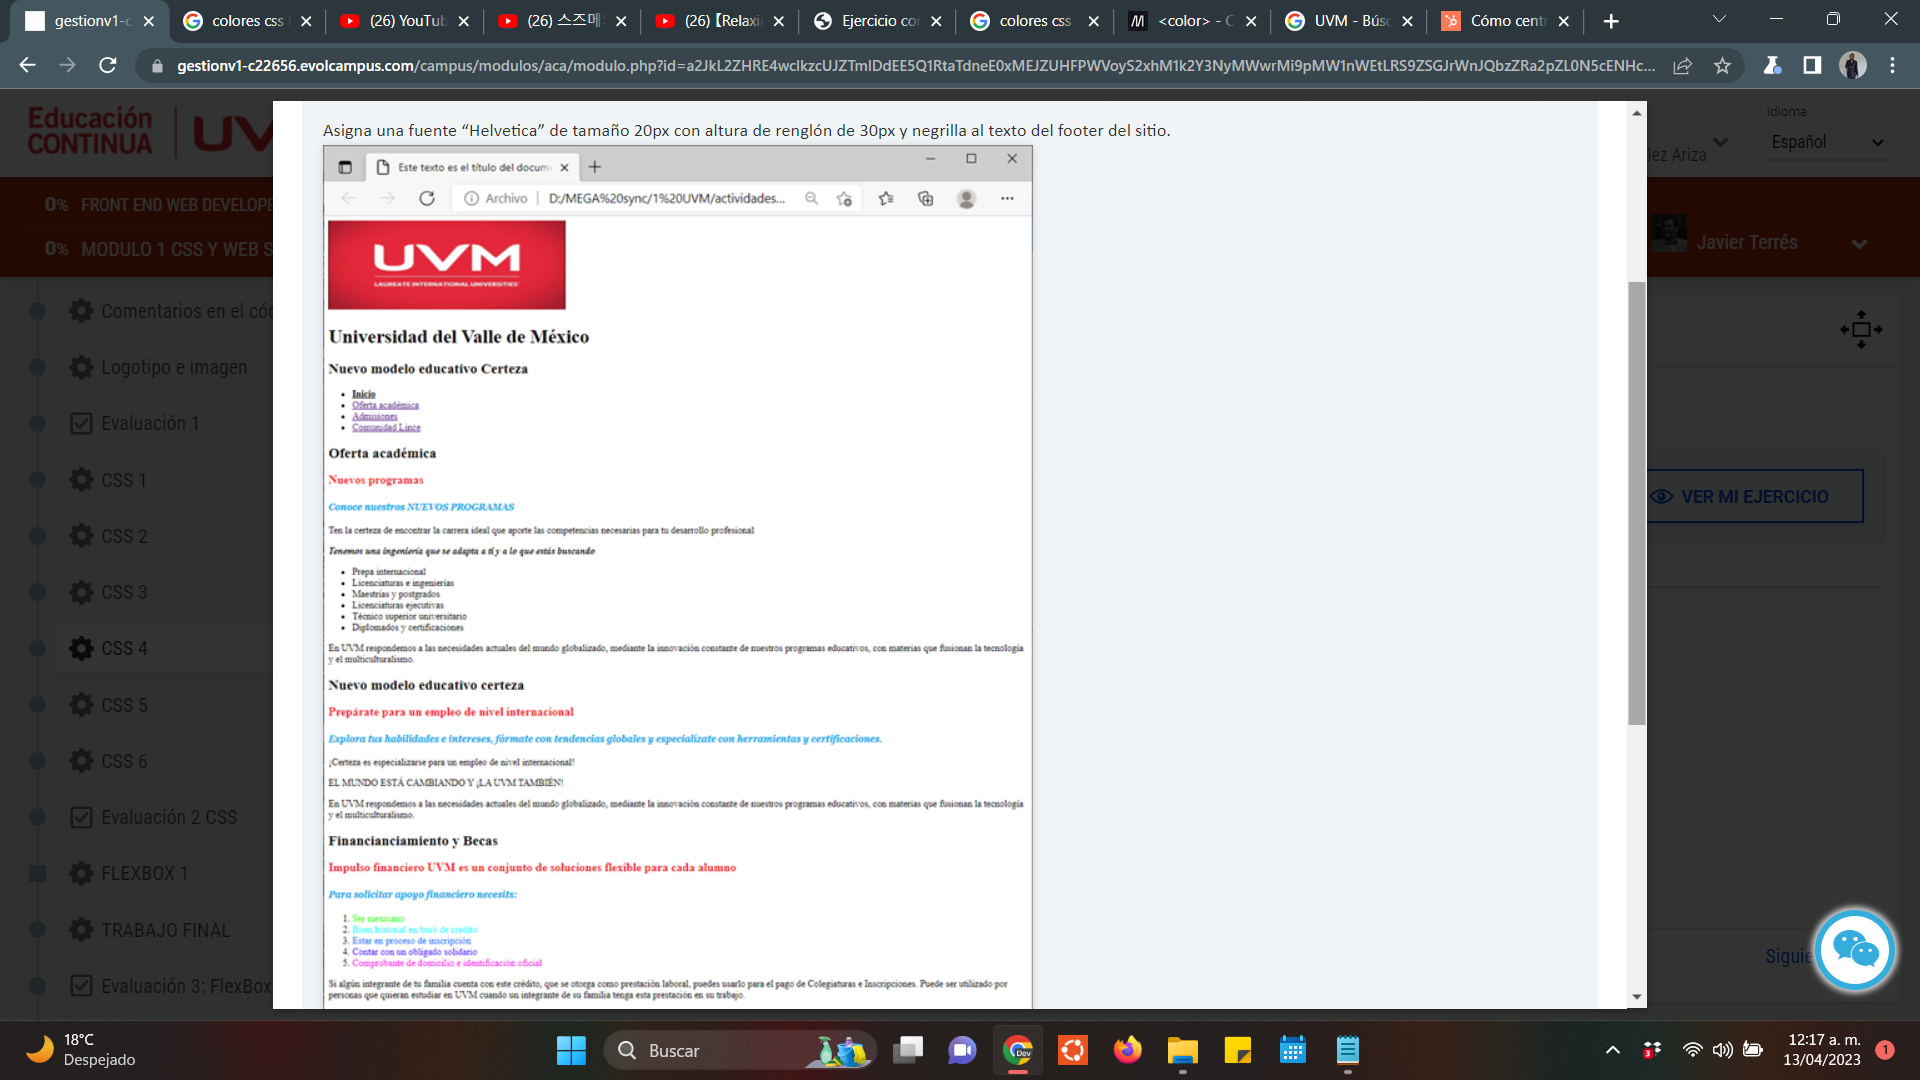 gestionv1-c
colores css
(26) YouTub
(26) 스즈메
(26) 【Relaxi
Ejercicio co
colores css
<color> - C
UVM - Bús
Cómo cent
gestionv1-c22656.evolcampus.com/campus/modulos/aca/modulo.php?id=
Educación
CONTINUA
UV
idioma
lez Ariza
Español
0% FRONT END WEB DEVELOPE
0% MODULO 1 CSS Y WEB S
Javier Terrés
Comentarios en el có
Logotipo e imagen
Evaluación 1
CSS 1
CSS 2
CSS 3
CSS 4
CSS 5
CSS 6
Evaluación 2 CSS
FLEXBOX 1
TRABAJO FINAL
Evaluación 3: FlexBox
VER MI EJERCICIO
Siguie
Asigna una fuente “Helvetica” de tamaño 20px con altura de renglón de 30px y negrilla al texto del footer del sitio.
Este texto es el título del docum
Archivo | D:/MEGA%20sync/1%20UVM/actividades...
UVM
LAUREATE INTERNATIONAL UNIVERSITIES
Universidad del Valle de México
Nuevo modelo educativo Certeza
• Inicio
• Oferta académica
• Admisiones
• Comunidad Lince
Oferta académica
Nuevos programas
Conoce nuestros NUEVOS PROGRAMAS
Ten la certeza de encontrar la carrera ideal que aporte las competencias necesarias para tu desarrollo profesional
Tenemos una ingeniería que se adapta a ti y a lo que estás buscando
• Prepa internacional
• Licenciaturas e ingenierías
• Maestrías y postgrados
• Licenciaturas ejecutivas
• Técnico superior universitario
• Diplomados y certificaciones
En UVM respondemos a las necesidades actuales del mundo globalizado, mediante la innovación constante de nuestros programas educativos, con materias que fusionan la tecnología
y el multiculturalismo.
Nuevo modelo educativo certeza
Prepárate para un empleo de nivel internacional
Explora tus habilidades e intereses, fórmate con tendencias globales y especialízate con herramientas y certificaciones.
¡Certeza es especializarse para un empleo de nivel internacional!
EL MUNDO ESTÁ CAMBIANDO Y ¡LA UVM TAMBIÉN!
En UVM respondemos a las necesidades actuales del mundo globalizado, mediante la innovación constante de nuestros programas educativos, con materias que fusionan la tecnología
y el multiculturalismo.
Financianciamiento y Becas
Impulso financiero UVM es un conjunto de soluciones flexible para cada alumno
Para solicitar apoyo financiero necesits:
1. Ser mexicano
2. Buen historial en buró de crédito.
3. Estar en proceso de inscripción.
4. Contar con un obligado solidario
5. Comprobante de domicilio e identificación oficial
Si algún integrante de tu familia cuenta con este crédito, que se otorga como prestación laboral, puedes usarlo para el pago de Colegiaturas e Inscripciones. Puede ser utilizado por
personas que quieran estudiar en UVM cuando un integrante de su familia tenga esta prestación en su trabajo.
18°C
Despejado
Buscar
Dev
3
12:17 a. m.
13/04/2023
1